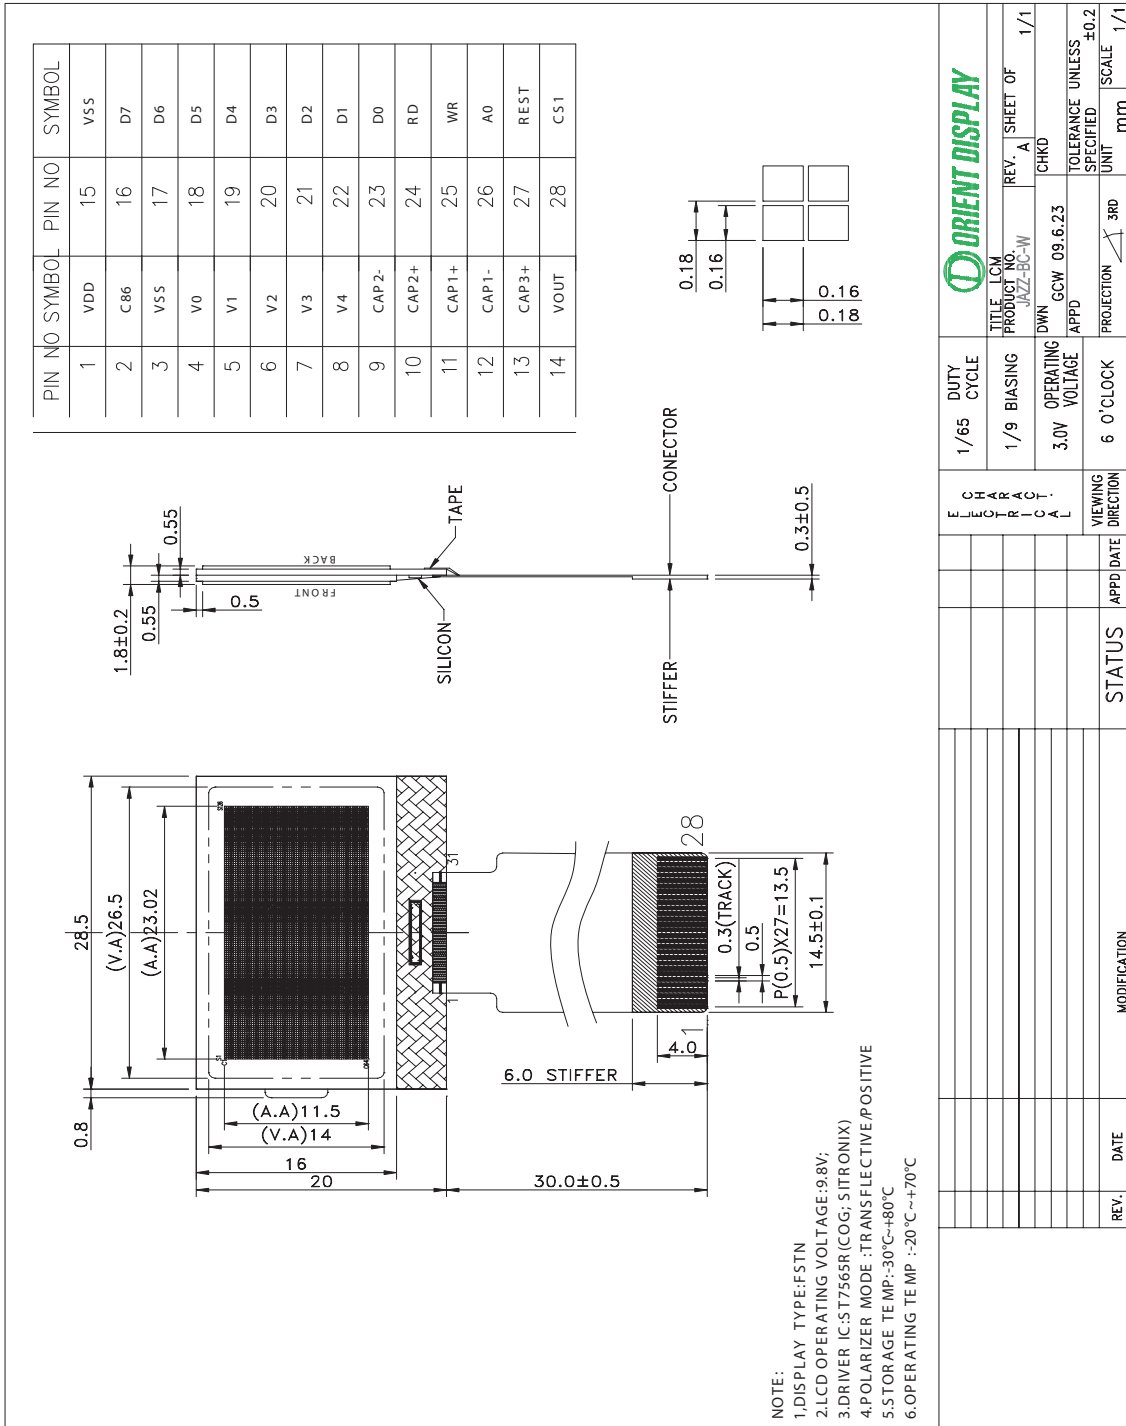 PIN NO SYMBOL PIN NO SYMBOL
1 VDD 15 VSS
2 C86 16 D7
3 VSS 17 D6
4 V0 18 D5
5 V1 19 D4
6 V2 20 D3
7 V3 21 D2
8 V4 22 D1
9 CAP2- 23 D0
10 CAP2+ 24 RD
11 CAP1+ 25 WR
12 CAP1- 26 A0
13 CAP3+ 27 REST
14 VOUT 28 CS1
28.5
(V.A)26.5
(A.A)23.02
0.8
(A.A)11.5
(V.A)14
16
20
30.0±0.5
S1
C1
1
31
6.0 STIFFER
4.0
1
28
0.3(TRACK)
0.5
P(0.5)X27=13.5
14.5±0.1
1.8±0.2
0.55
0.55
0.5
FRONT
BACK
SILICON
TAPE
STIFFER
CONECTOR
0.3±0.5
0.18
0.16
0.16
0.18
NOTE:
1,DISPLAY TYPE:FSTN
2.LCD OPERATING VOLTAGE:9.8V;
3.DRIVER IC:ST7565R(COG; SITRONIX)
4.POLARIZER MODE :TRANSFLECTIVE/POSITIVE
5.STORAGE TEMP:-30°C~+80°C
6.OPERATING TEMP :-20°C~+70°C
REV. DATE MODIFICATION STATUS APPD DATE
ELECTRICAL
CHARACT.
1/65 DUTY CYCLE
1/9 BIASING
3.0V OPERATING VOLTAGE
VIEWING DIRECTION 6 O'CLOCK
ORIENT DISPLAY
TITLE LCM
PRODUCT NO. JAZZ-BC-W
REV. A
SHEET OF 1/1
DWN GCW 09.6.23
CHKD
APPD
TOLERANCE UNLESS SPECIFIED ±0.2
PROJECTION 3RD
UNIT mm
SCALE 1/1